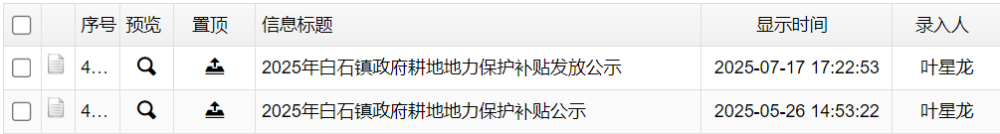 序号 预览 置顶 信息标题 显示时间 录入人
4... 2025年白石镇政府耕地地力保护补贴发放公示 2025-07-17 17:22:53 叶星龙
4... 2025年白石镇政府耕地地力保护补贴公示 2025-05-26 14:53:22 叶星龙